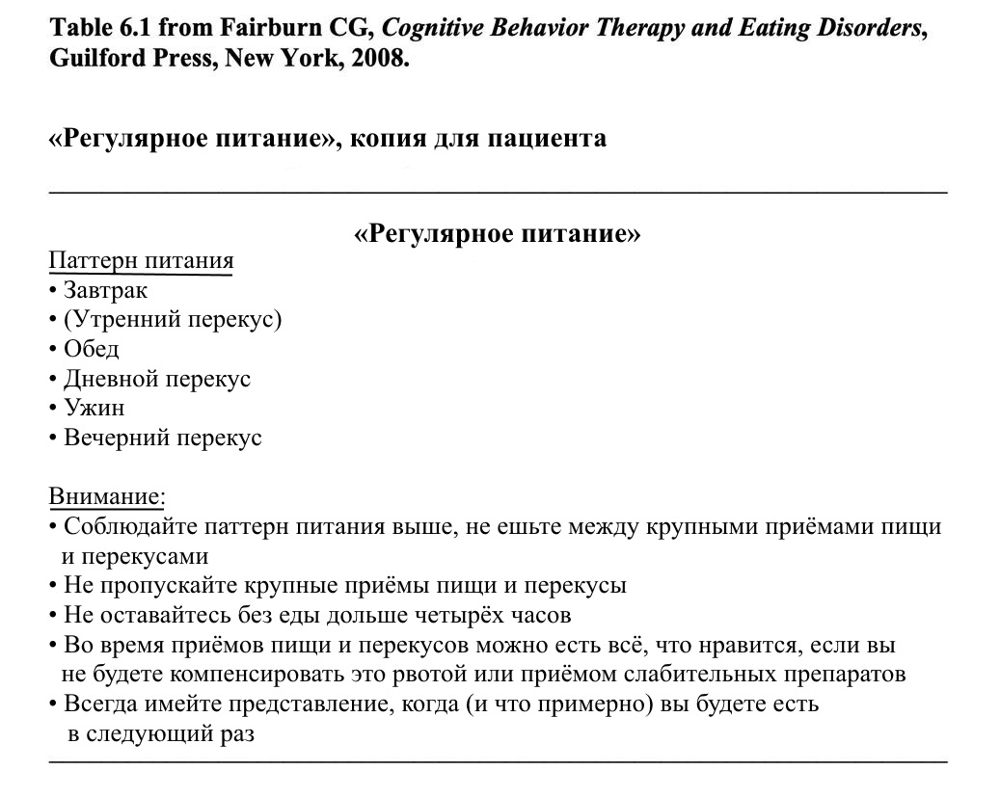 Table 6.1 from Fairburn CG, Cognitive Behavior Therapy and Eating Disorders,
Guilford Press, New York, 2008.
«Регулярное питание», копия для пациента
«Регулярное питание»
Паттерн питания
• Завтрак
• (Утренний перекус)
• Обед
• Дневной перекус
• Ужин
• Вечерний перекус
Внимание:
• Соблюдайте паттерн питания выше, не ешьте между крупными приёмами пищи
и перекусами
• Не пропускайте крупные приёмы пищи и перекусы
• Не оставайтесь без еды дольше четырёх часов
• Во время приёмов пищи и перекусов можно есть всё, что нравится, если вы
не будете компенсировать это рвотой или приёмом слабительных препаратов
• Всегда имейте представление, когда (и что примерно) вы будете есть
в следующий раз